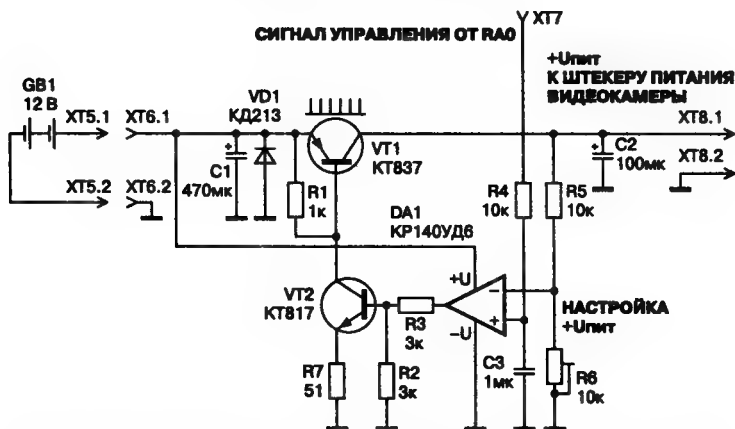 СИГНАЛ УПРАВЛЕНИЯ ОТ RA0
XT7
+Uпит
К ШТЕКЕРУ ПИТАНИЯ
ВИДЕОКАМЕРЫ
GB1
12 В
XT5.1
XT6.1
VD1
КД213
XT8.1
+
C1
470мк
VT1
КТ837
+
C2
100мк
XT8.2
XT5.2
XT6.2
R1
1к
R4
10к
R5
10к
DA1
КР140УД6
+U
–
VT2
КТ817
+
–U
НАСТРОЙКА
+Uпит
R3
3к
R7
51
R2
3к
C3
1мк
R6
10к